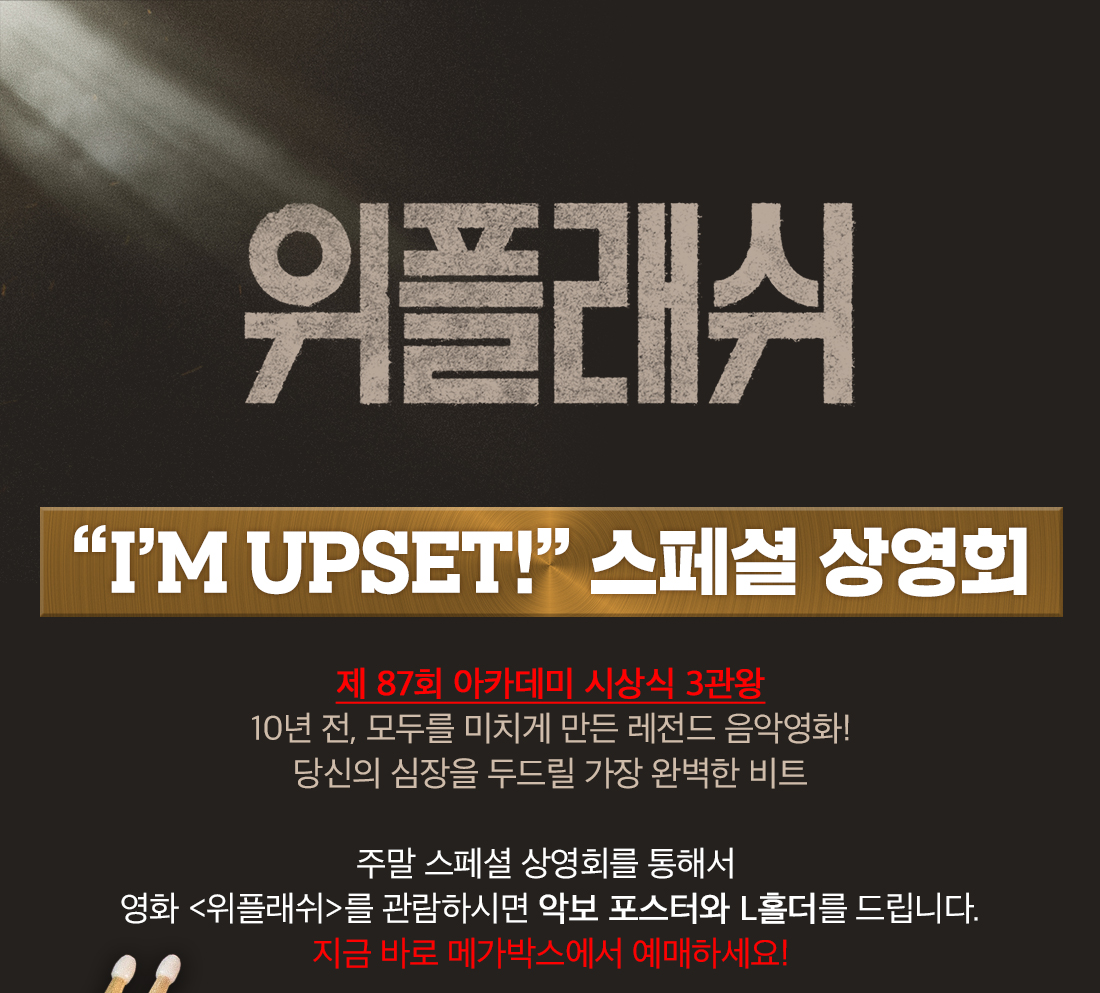 위플래쉬
“I’M UPSET!” 스페셜 상영회
제 87회 아카데미 시상식 3관왕
10년 전, 모두를 미치게 만든 레전드 음악영화!
당신의 심장을 두드릴 가장 완벽한 비트
주말 스페셜 상영회를 통해서
영화 <위플래쉬>를 관람하시면 악보 포스터와 L홀더를 드립니다.
지금 바로 메가박스에서 예매하세요!